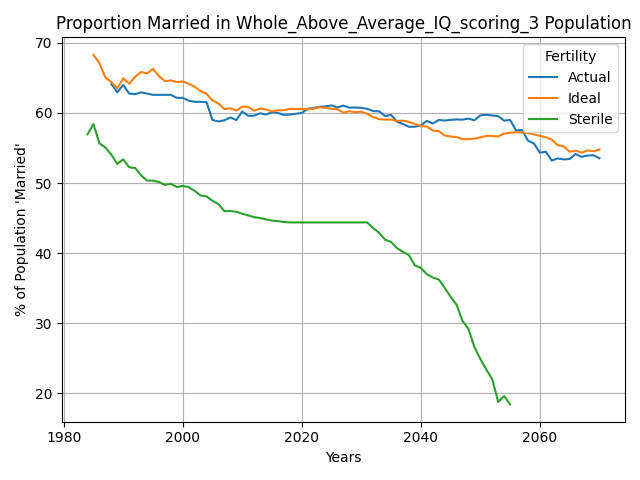 Proportion Married in Whole_Above_Average_IQ_scoring_3 Population
Fertility
Actual
Ideal
Sterile
% of Population 'Married'
70
60
50
40
30
20
1980
2000
2020
2040
2060
Years